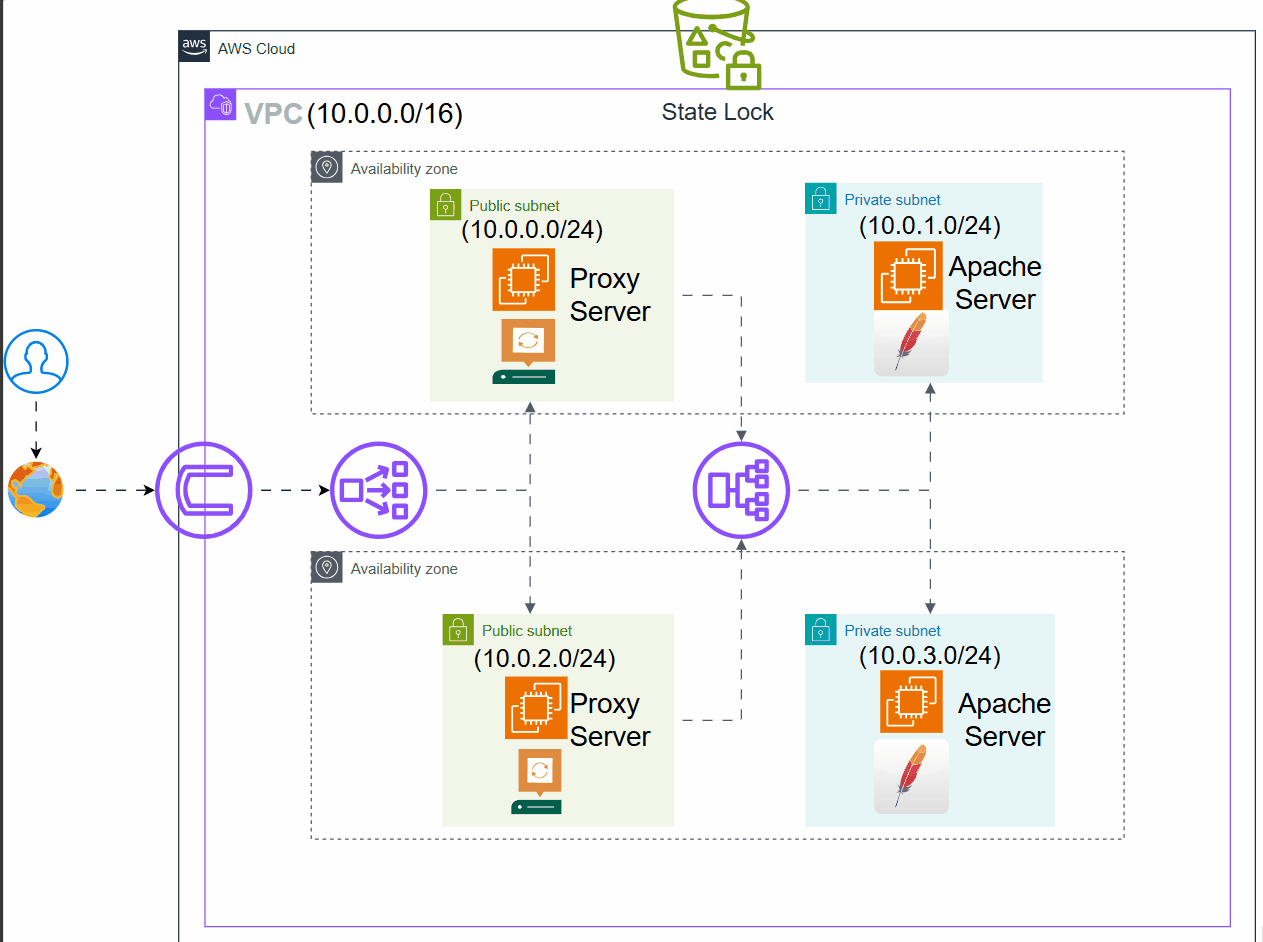 aws
AWS Cloud
VPC (10.0.0.0/16)
State Lock
Availability zone
Public subnet
(10.0.0.0/24)
Proxy
Server
Private subnet
(10.0.1.0/24)
Apache
Server
Availability zone
Public subnet
(10.0.2.0/24)
Proxy
Server
Private subnet
(10.0.3.0/24)
Apache
Server